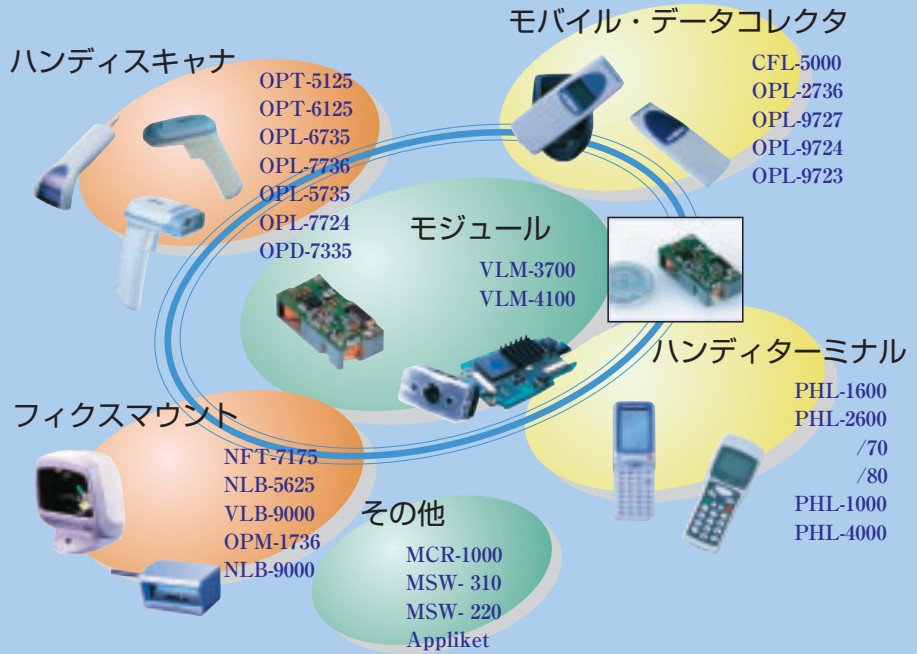 ハンディスキャナ
OPT-5125
OPT-6125
OPL-6735
OPL-7736
OPL-5735
OPL-7724
OPD-7335
モバイル・データコレクタ
CFL-5000
OPL-2736
OPL-9727
OPL-9724
OPL-9723
モジュール
VLM-3700
VLM-4100
ハンディターミナル
PHL-1600
PHL-2600
/70
/80
PHL-1000
PHL-4000
フィクスマウント
NFT-7175
NLB-5625
VLB-9000
OPM-1736
NLB-9000
その他
MCR-1000
MSW- 310
MSW- 220
Appliket